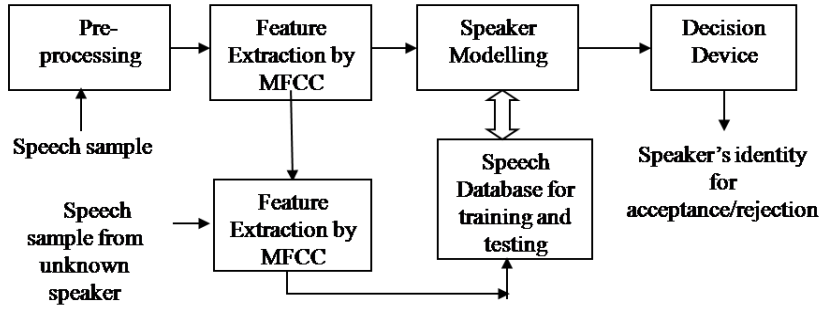 Pre-
processing
Feature
Extraction by
MFCC
Speaker
Modelling
Decision
Device
Speech sample
Speech
Database for
training and
testing
Speaker's identity
for
acceptance/rejection
Speech
sample from
unknown
speaker
Feature
Extraction by
MFCC